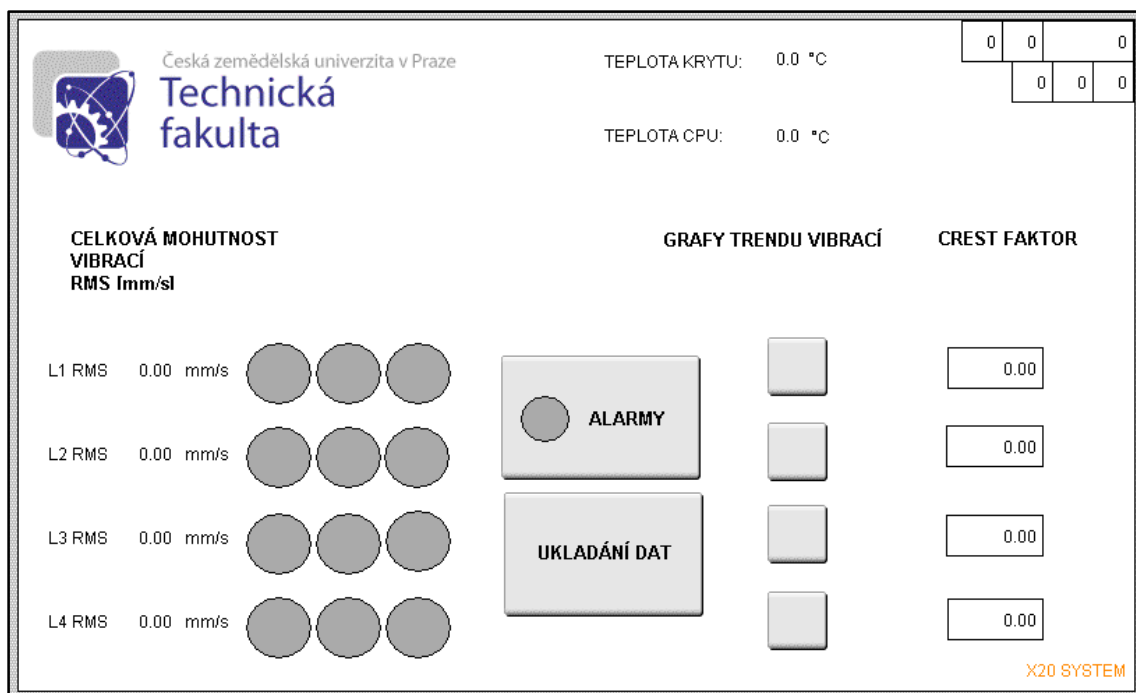 Česká zemědělská univerzita v Praze
Technická
fakulta
TEPLOTA KRYTU: 0.0 °C
0 0 0
0 0 0
TEPLOTA CPU: 0.0 °C
CELKOVÁ MOHUTNOST
VIBRACÍ
RMS [mm/s]
GRAFY TRENDU VIBRACÍ
CREST FAKTOR
L1 RMS 0.00 mm/s
ALARMY
0.00
L2 RMS 0.00 mm/s
0.00
L3 RMS 0.00 mm/s
UKLADÁNÍ DAT
0.00
L4 RMS 0.00 mm/s
0.00
X20 SYSTEM